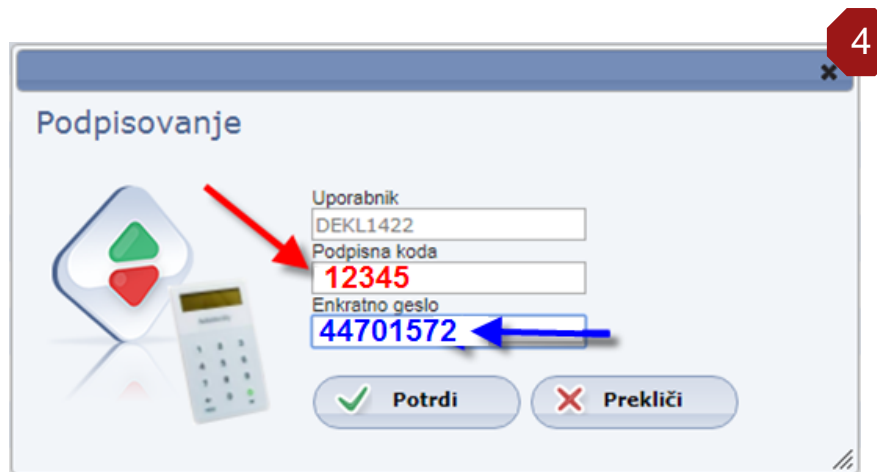 4
Podpisovanje
Uporabnik
DEKL1422
Podpisna koda
12345
Enkratno geslo
44701572
Potrdi
Prekliči